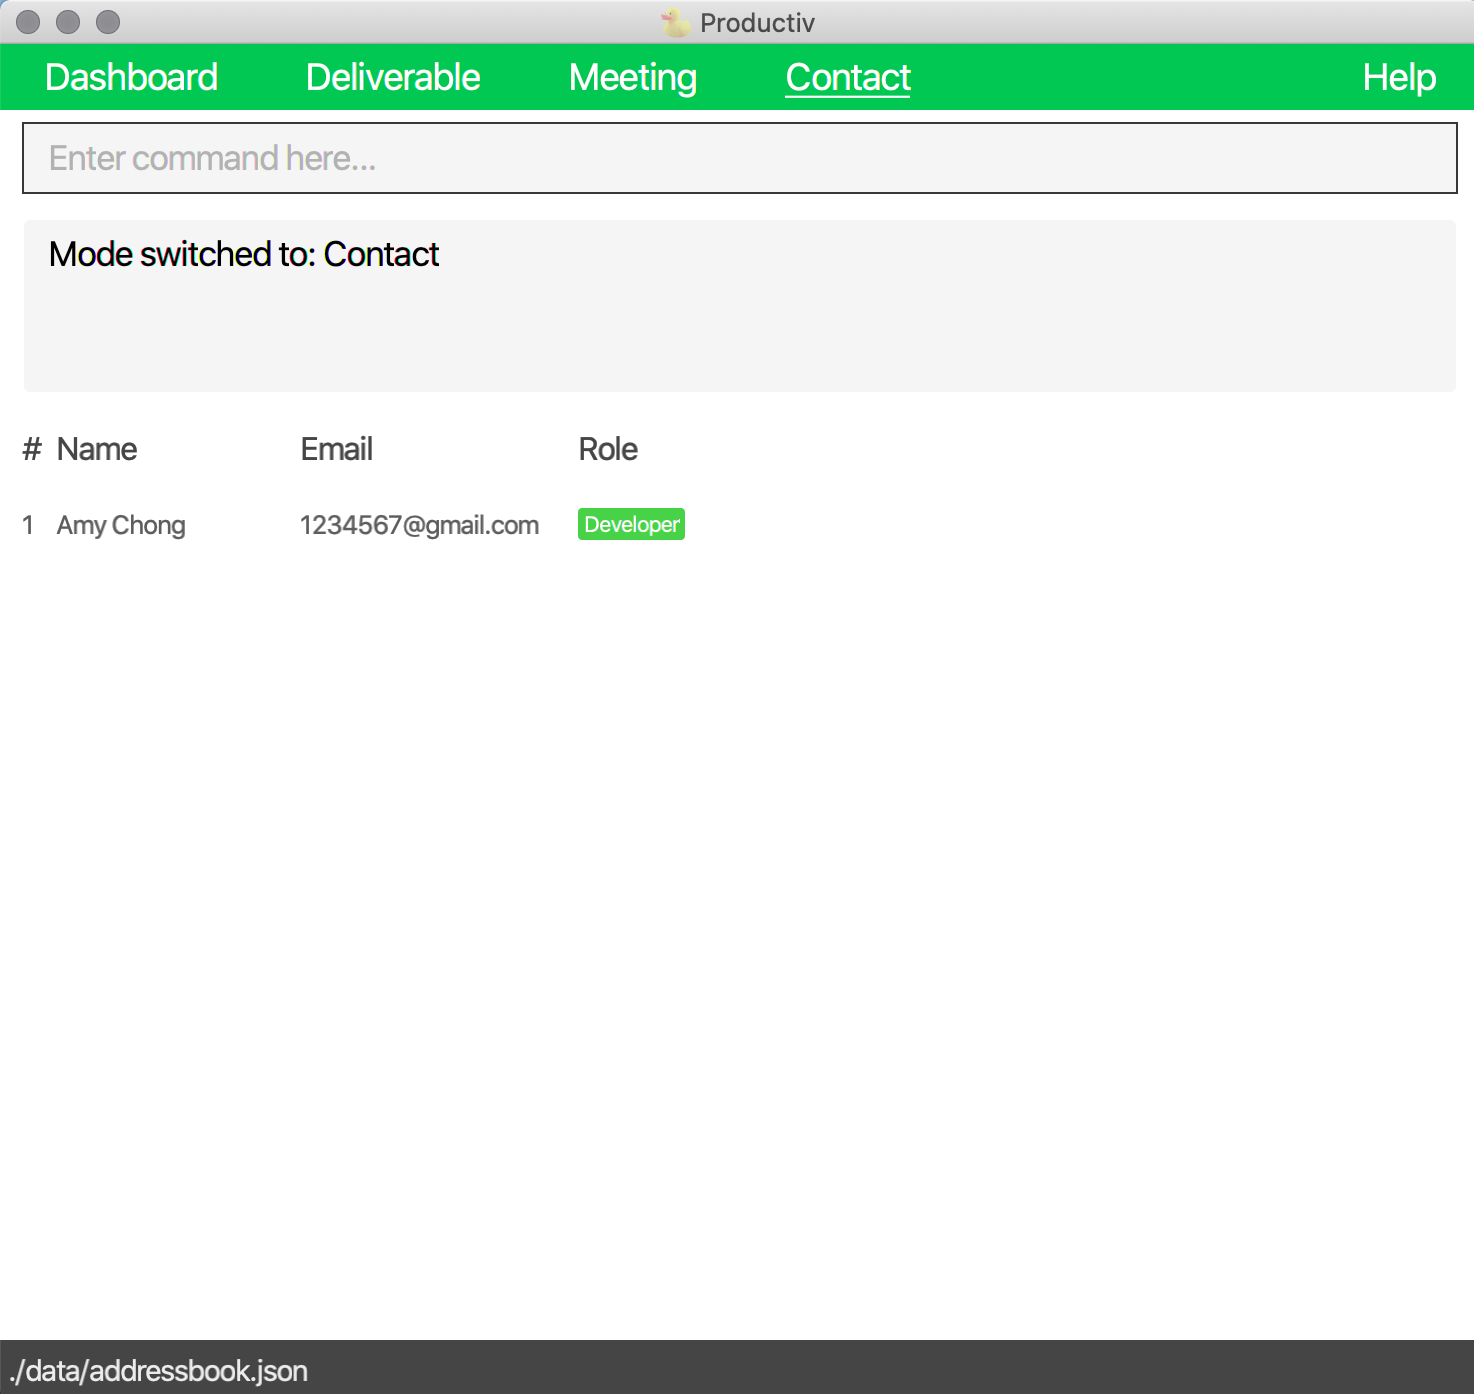 Productiv
Dashboard Deliverable Meeting Contact Help
Enter command here...
Mode switched to: Contact
# Name Email Role
1 Amy Chong 1234567@gmail.com Developer
./data/addressbook.json